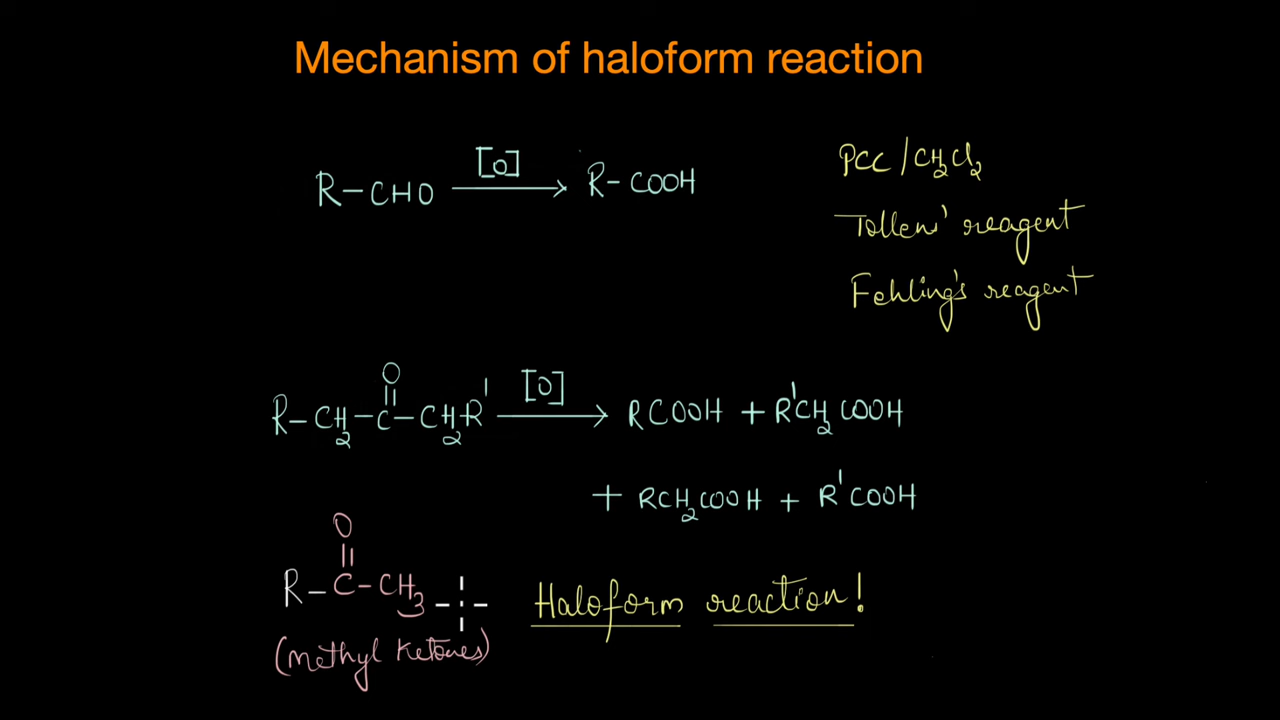 Mechanism of haloform reaction
R-CHO [O] → R-COOH
PCC/CH₂Cl₂
Tollens' reagent
Fehling's reagent
O
R-CH₂-C-CH₂-R' [O] → RCOOH + R'CH₂COOH
+ RCH₂COOH + R'COOH
O
R-C-CH₃
Haloform reaction!
(Methyl Ketones)